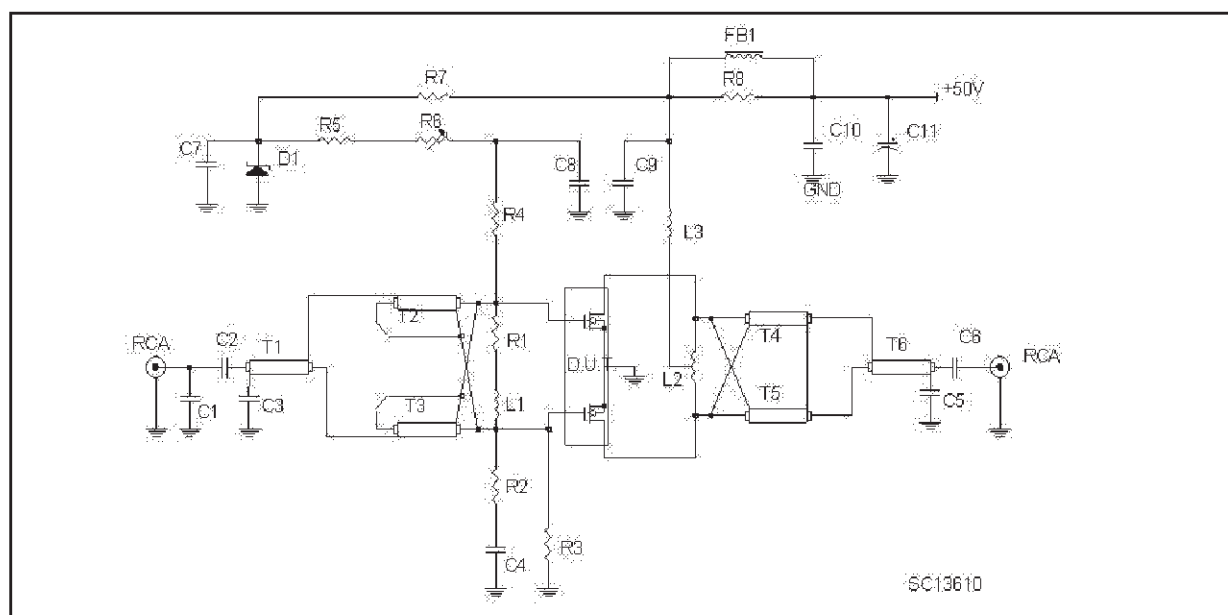 FB1
R7
R8
+50V
R5
R6
C7
D1
C8
C9
C10
C11
GND
R4
L3
T2
RCA
C2
T1
R1
D.U.T
T4
T6
C6
RCA
L2
C1
C3
T3
L1
T5
C5
R2
R3
C4
SC13610